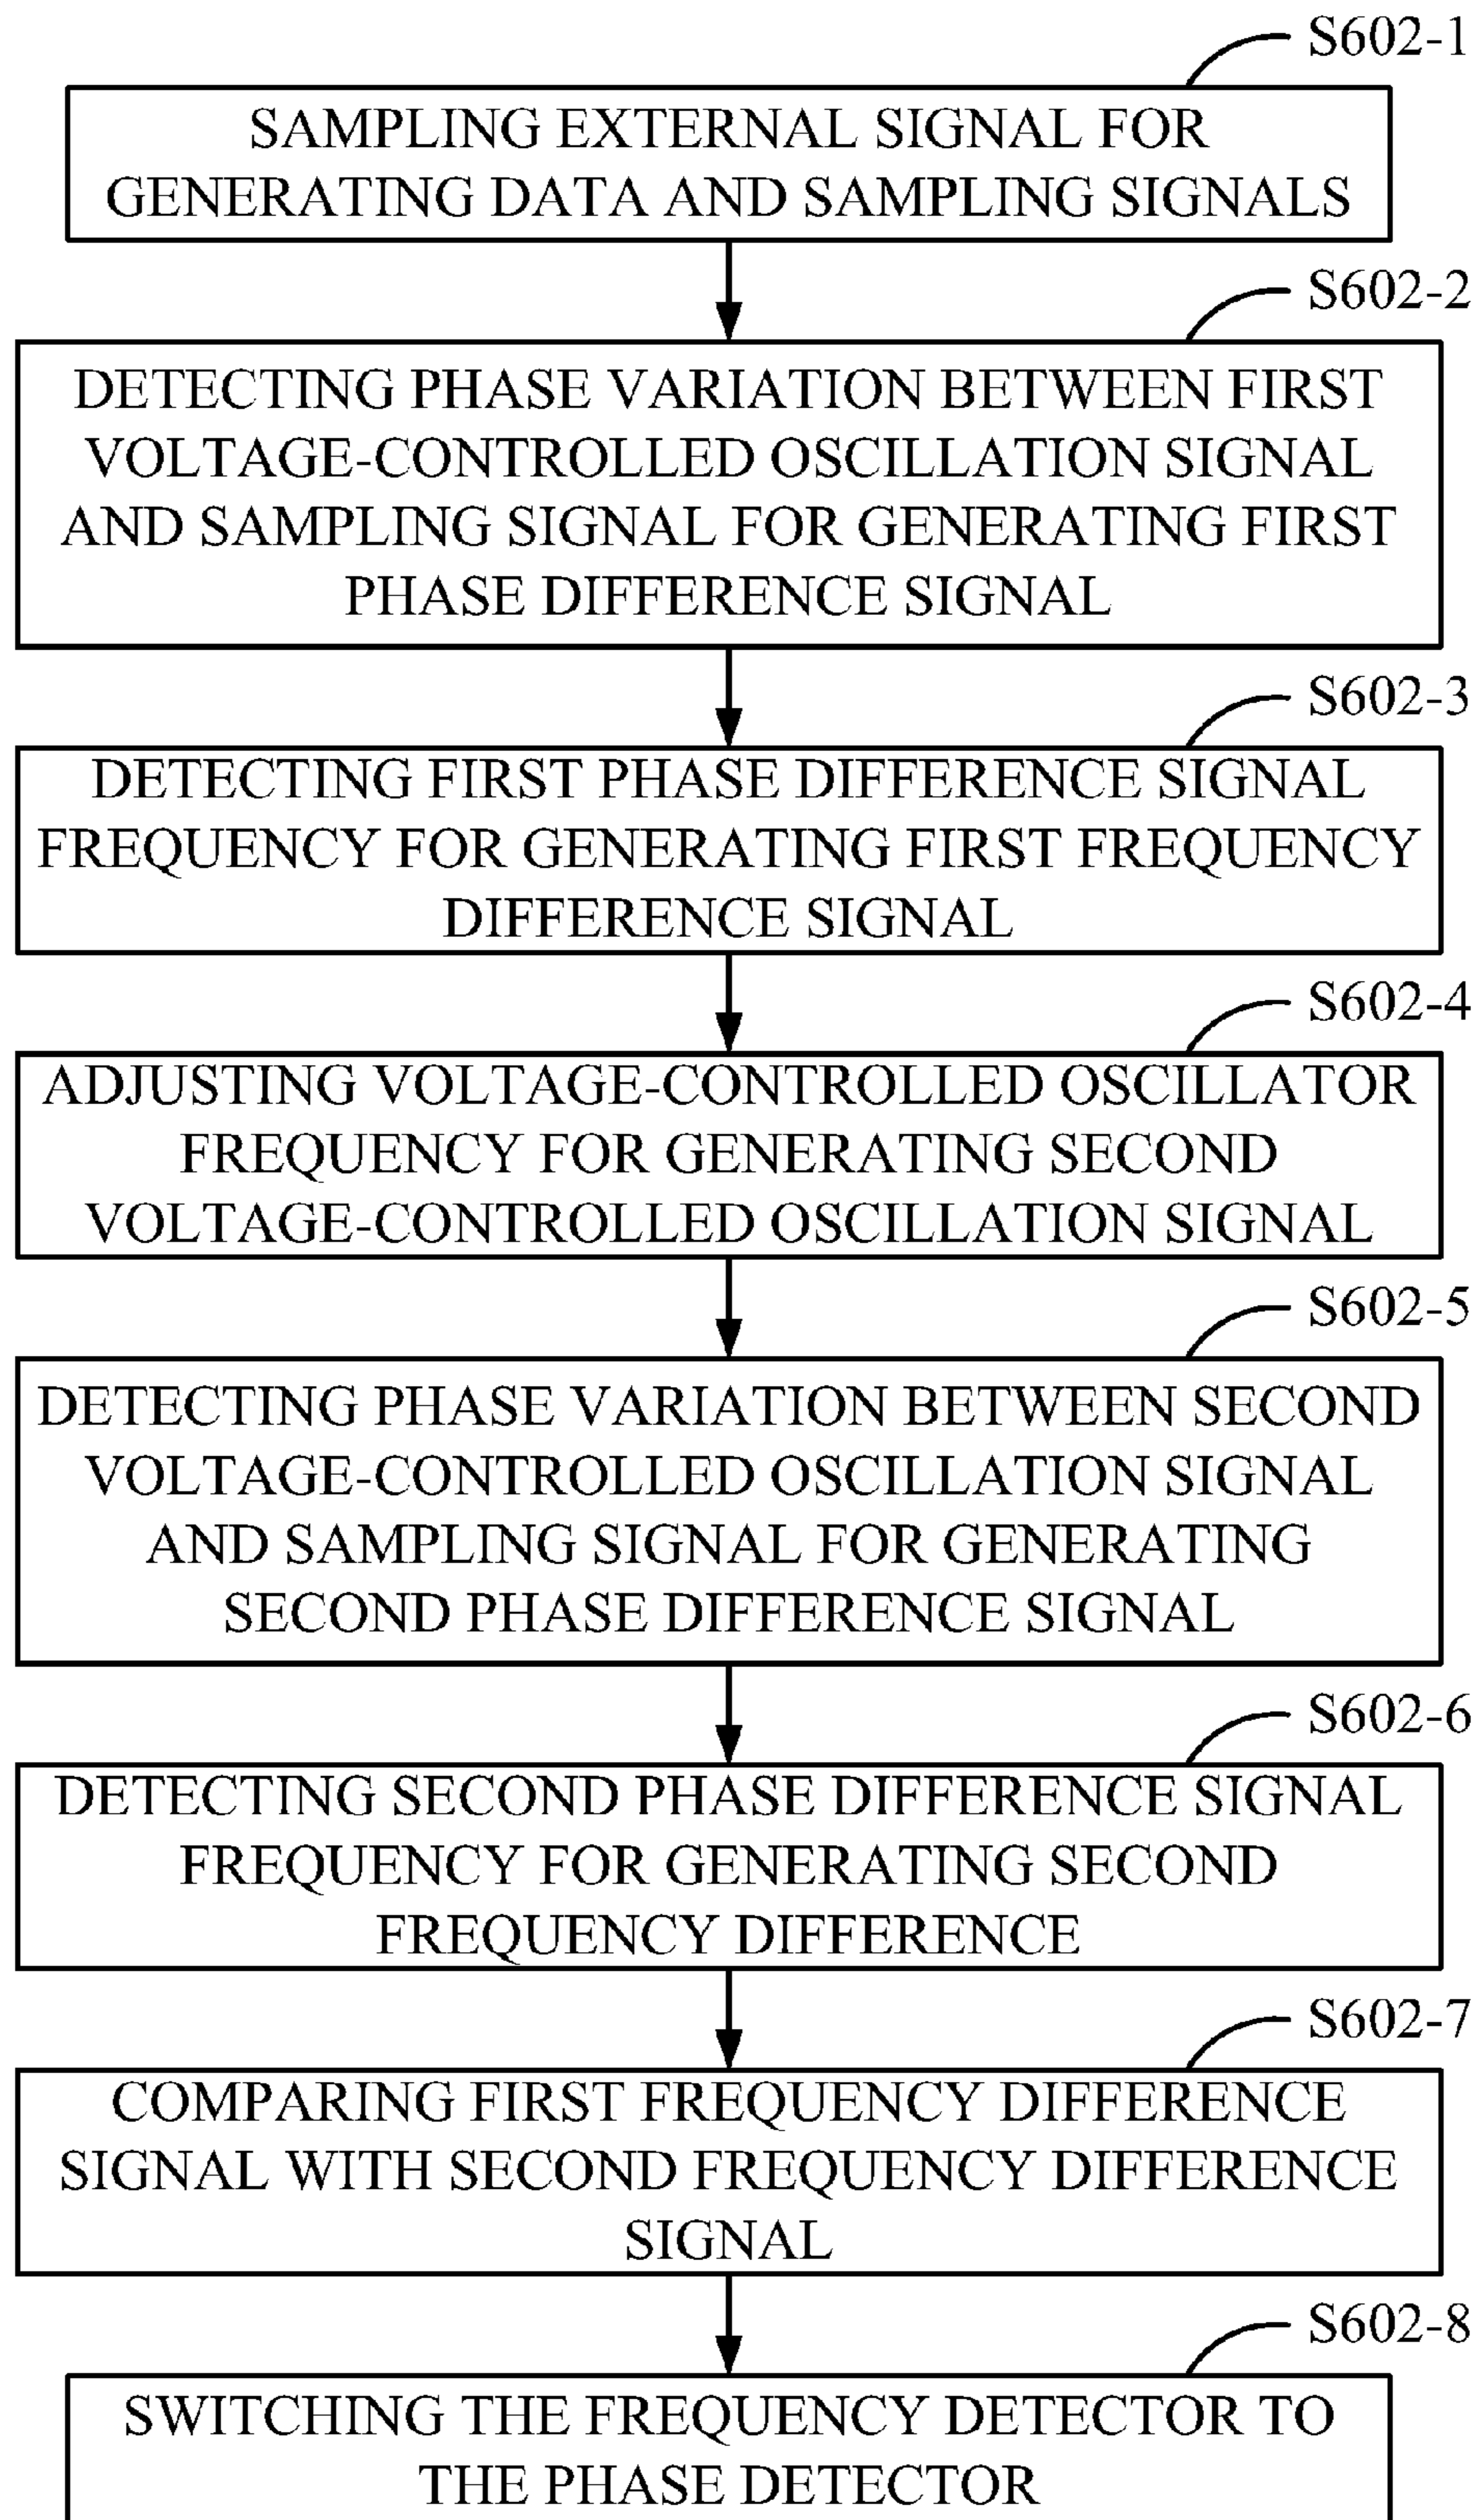 S602-1
SAMPLING EXTERNAL SIGNAL FOR
GENERATING DATA AND SAMPLING SIGNALS
S602-2
DETECTING PHASE VARIATION BETWEEN FIRST
VOLTAGE-CONTROLLED OSCILLATION SIGNAL
AND SAMPLING SIGNAL FOR GENERATING FIRST
PHASE DIFFERENCE SIGNAL
S602-3
DETECTING FIRST PHASE DIFFERENCE SIGNAL
FREQUENCY FOR GENERATING FIRST FREQUENCY
DIFFERENCE SIGNAL
S602-4
ADJUSTING VOLTAGE-CONTROLLED OSCILLATOR
FREQUENCY FOR GENERATING SECOND
VOLTAGE-CONTROLLED OSCILLATION SIGNAL
S602-5
DETECTING PHASE VARIATION BETWEEN SECOND
VOLTAGE-CONTROLLED OSCILLATION SIGNAL
AND SAMPLING SIGNAL FOR GENERATING
SECOND PHASE DIFFERENCE SIGNAL
S602-6
DETECTING SECOND PHASE DIFFERENCE SIGNAL
FREQUENCY FOR GENERATING SECOND
FREQUENCY DIFFERENCE
S602-7
COMPARING FIRST FREQUENCY DIFFERENCE
SIGNAL WITH SECOND FREQUENCY DIFFERENCE
SIGNAL
S602-8
SWITCHING THE FREQUENCY DETECTOR TO
THE PHASE DETECTOR